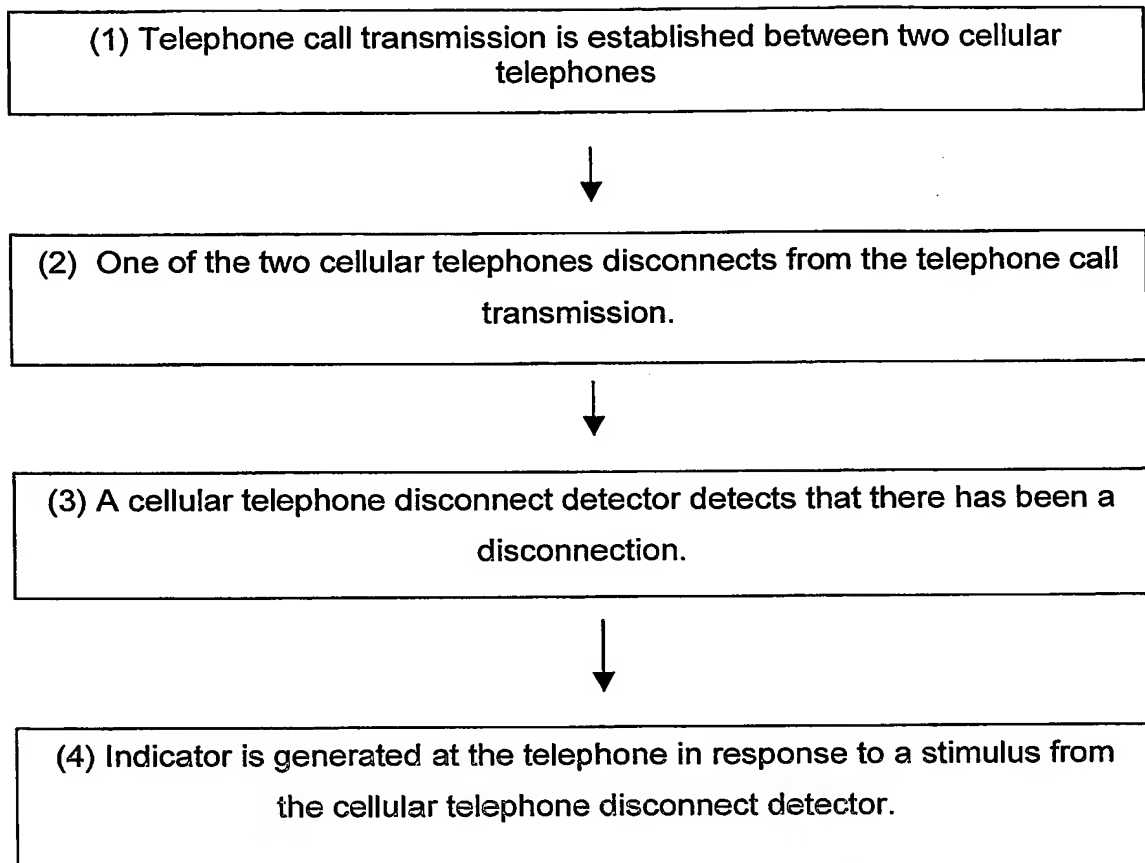 (1) Telephone call transmission is established between two cellular
telephones
(2) One of the two cellular telephones disconnects from the telephone call
transmission.
(3) A cellular telephone disconnect detector detects that there has been a
disconnection.
(4) Indicator is generated at the telephone in response to a stimulus from
the cellular telephone disconnect detector.